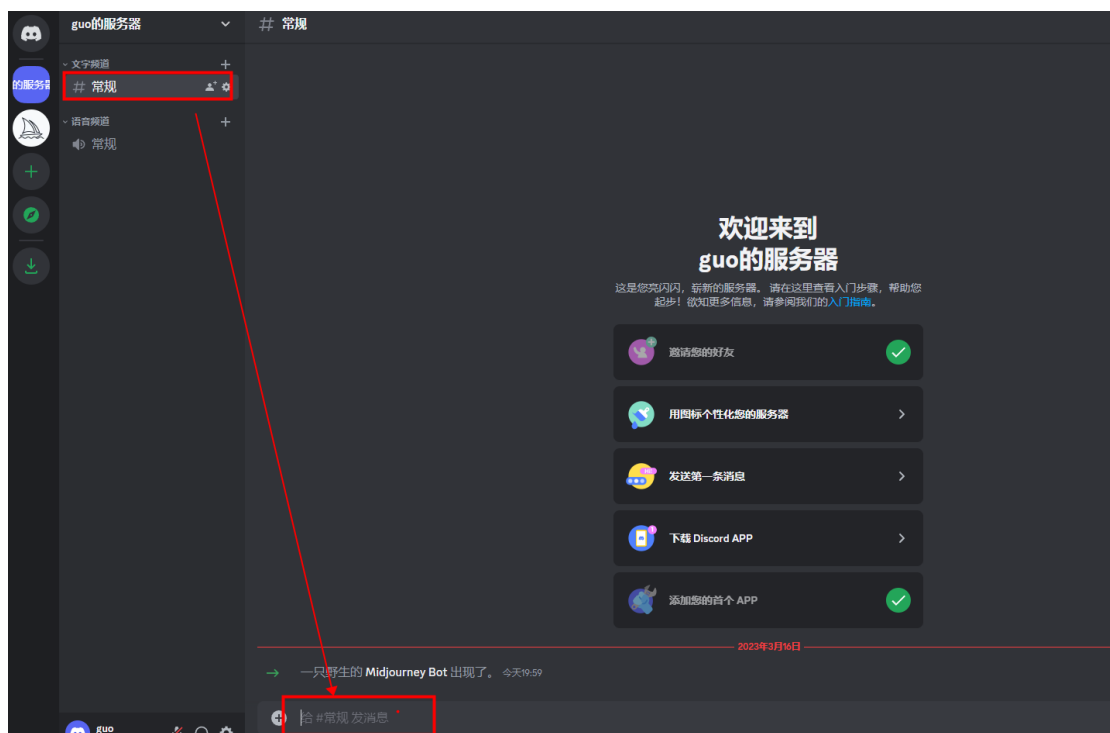 guo的服务器
常规
文字频道
的服务器
常规
语音频道
常规
欢迎来到
guo的服务器
这是您亮闪闪，崭新的服务器。请在这里查看入门步骤，帮助您
起步！欲知更多信息，请参阅我们的入门指南。
邀请您的好友
用图标个性化您的服务器
发送第一条消息
下载 Discord APP
添加您的首个 APP
2023年3月16日
一只野生的 Midjourney Bot 出现了。 今天19:59
给 #常规 发消息
guo